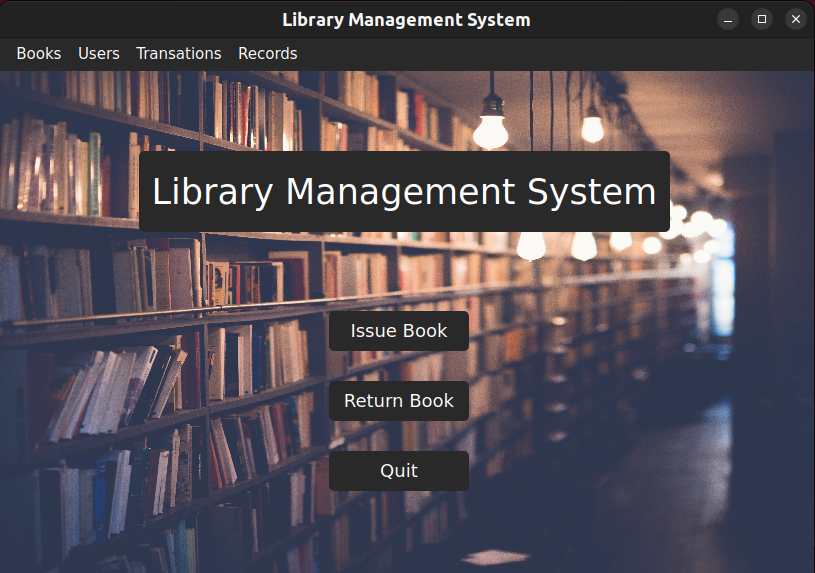 Library Management System
Books Users Transations Records
Library Management System
Issue Book
Return Book
Quit